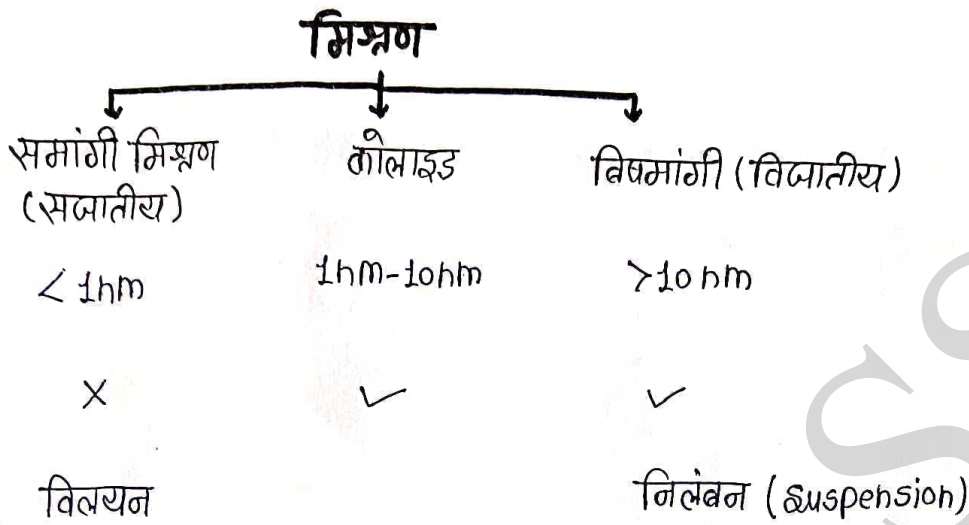 मिश्रण
समांगी मिश्रण कोलाइड विषमांगी (विजातीय)
(सजातीय)
< 1nm 1nm-10nm >10 nm
× ✓ ✓
विलयन निलंबन (suspension)